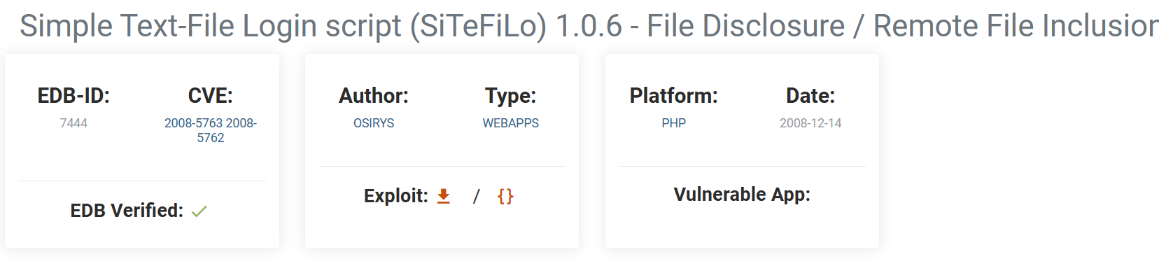 Simple Text-File Login script (SiTeFiLo) 1.0.6 - File Disclosure / Remote File Inclusion
EDB-ID:
7444
CVE:
2008-5763 2008-
5762
EDB Verified:
Author:
OSIRYS
Type:
WEBAPPS
Exploit: / {}
Platform:
PHP
Date:
2008-12-14
Vulnerable App: